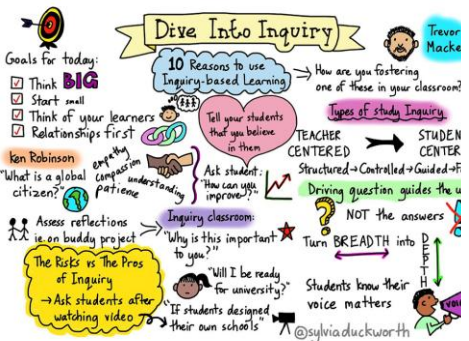 Dive Into Inquiry
Trevor
Goals for today:
Think BIG
Start small
Think of your learners
Relationships first
10 Reasons to use
Inquiry-based Learning
How are you fostering
one of these in your classroom?
Tell your students
that you believe
in them
Types of study Inquiry
TEACHER
CENTERED
Structured→Controlled→Guided→F
Ken Robinson
"What is a global
citizen?"
empathy
compassion
patience
understanding
Ask student:
"How can you
improve?"
Driving question guides the u
NOT the answers
Assess reflections
ie. on buddy project
Inquiry classroom:
"Why is this important
to you?"
Turn BREADTH into
DEPTH
The Risks vs The Pros
of Inquiry
→Ask students after
watching video
"Will I be ready
for university?"
"If students designed
their own schools"
Students know their
voice matters
@sylviaduckworth